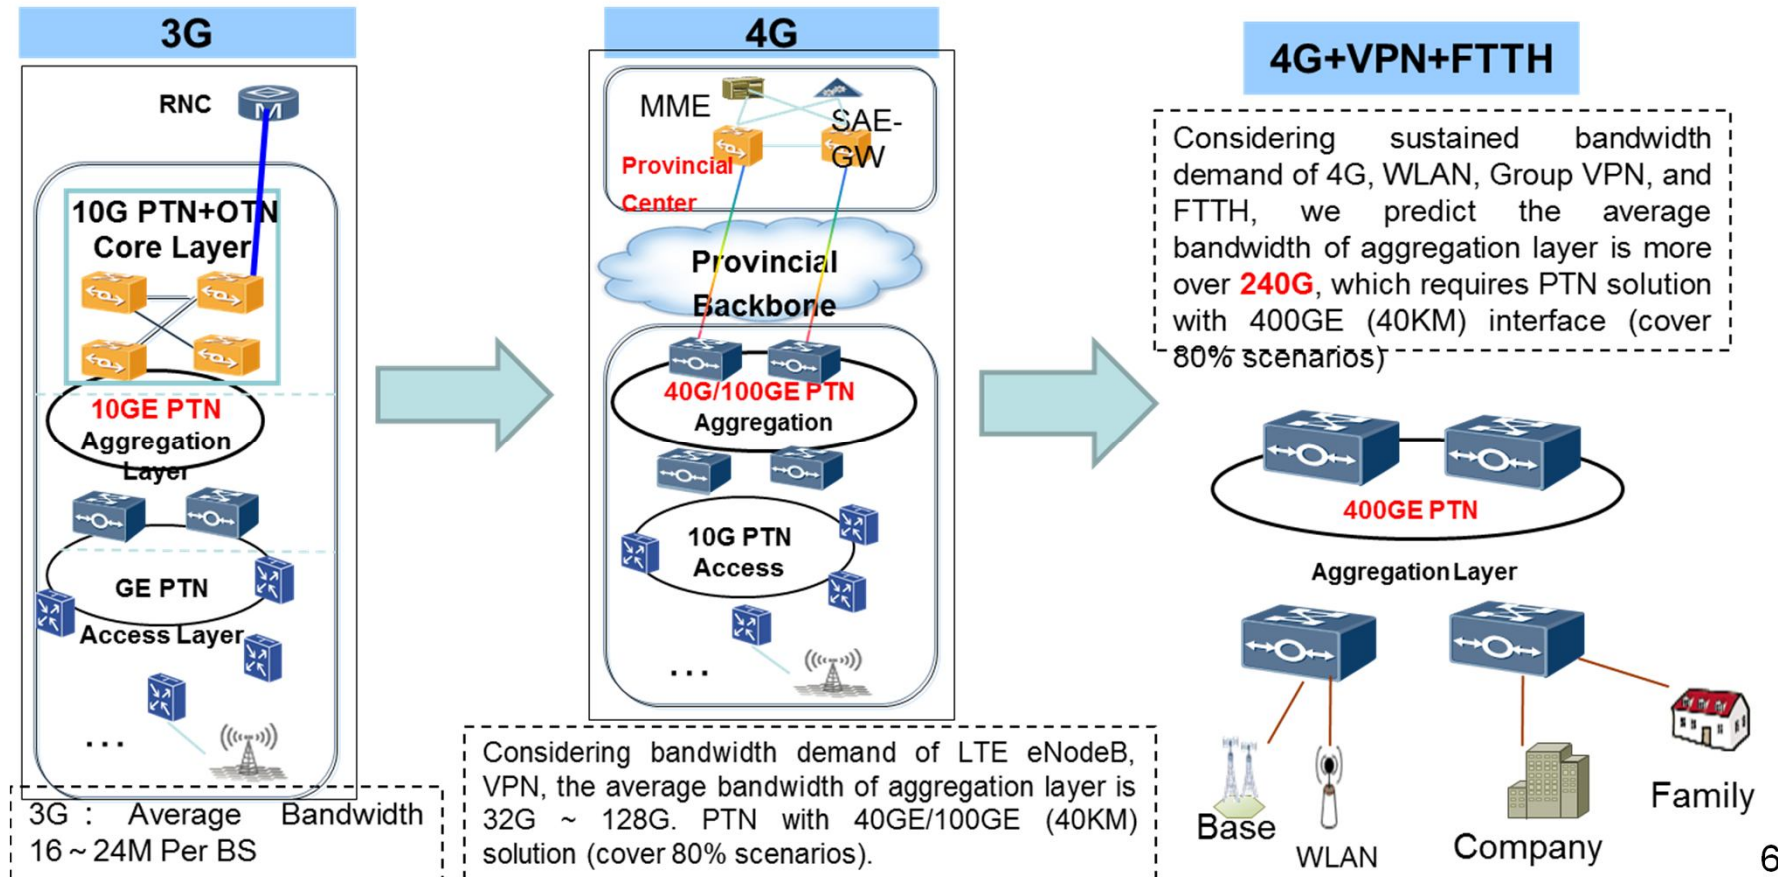 3G
RNC
10G PTN+OTN
Core Layer
10GE PTN
Aggregation
Layer
GE PTN
Access Layer
...
3G : Average Bandwidth
16 ~ 24M Per BS
4G
MME
SAE-
GW
Provincial
Center
Provincial
Backbone
40G/100GE PTN
Aggregation
10G PTN
Access
...
Considering bandwidth demand of LTE eNodeB,
VPN, the average bandwidth of aggregation layer is
32G ~ 128G. PTN with 40GE/100GE (40KM)
solution (cover 80% scenarios).
4G+VPN+FTTH
Considering sustained bandwidth
demand of 4G, WLAN, Group VPN, and
FTTH, we predict the average
bandwidth of aggregation layer is more
over 240G, which requires PTN solution
with 400GE (40KM) interface (cover
80% scenarios)
400GE PTN
Aggregation Layer
Base
WLAN
Company
Family
6